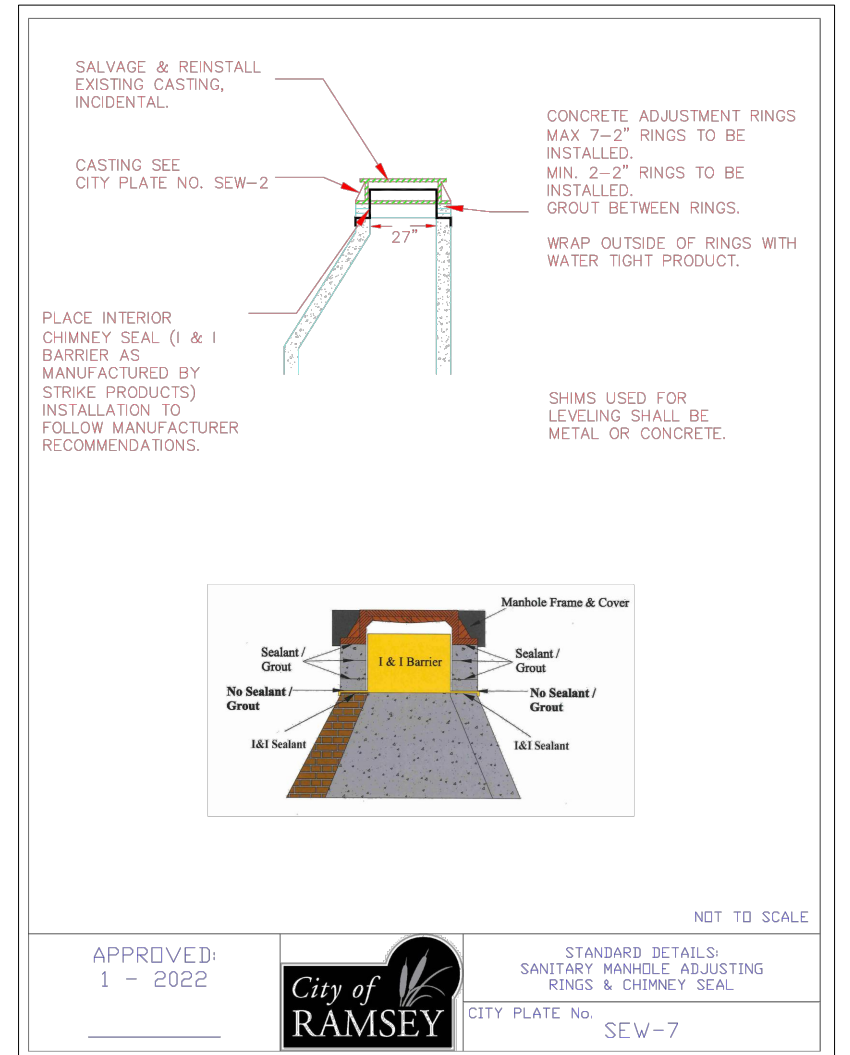 SALVAGE & REINSTALL
EXISTING CASTING,
INCIDENTAL.
CASTING SEE
CITY PLATE NO. SEW-2
CONCRETE ADJUSTMENT RINGS
MAX 7-2" RINGS TO BE
INSTALLED.
MIN. 2-2" RINGS TO BE
INSTALLED.
GROUT BETWEEN RINGS.
WRAP OUTSIDE OF RINGS WITH
WATER TIGHT PRODUCT.
27"
PLACE INTERIOR
CHIMNEY SEAL (I & I
BARRIER AS
MANUFACTURED BY
STRIKE PRODUCTS)
INSTALLATION TO
FOLLOW MANUFACTURER
RECOMMENDATIONS.
SHIMS USED FOR
LEVELING SHALL BE
METAL OR CONCRETE.
Manhole Frame & Cover
Sealant /
Grout
I & I Barrier
Sealant /
Grout
No Sealant /
Grout
No Sealant /
Grout
I&I Sealant
I&I Sealant
NOT TO SCALE
APPROVED:
1 - 2022
City of
RAMSEY
STANDARD DETAILS:
SANITARY MANHOLE ADJUSTING
RINGS & CHIMNEY SEAL
CITY PLATE No.
SEW-7